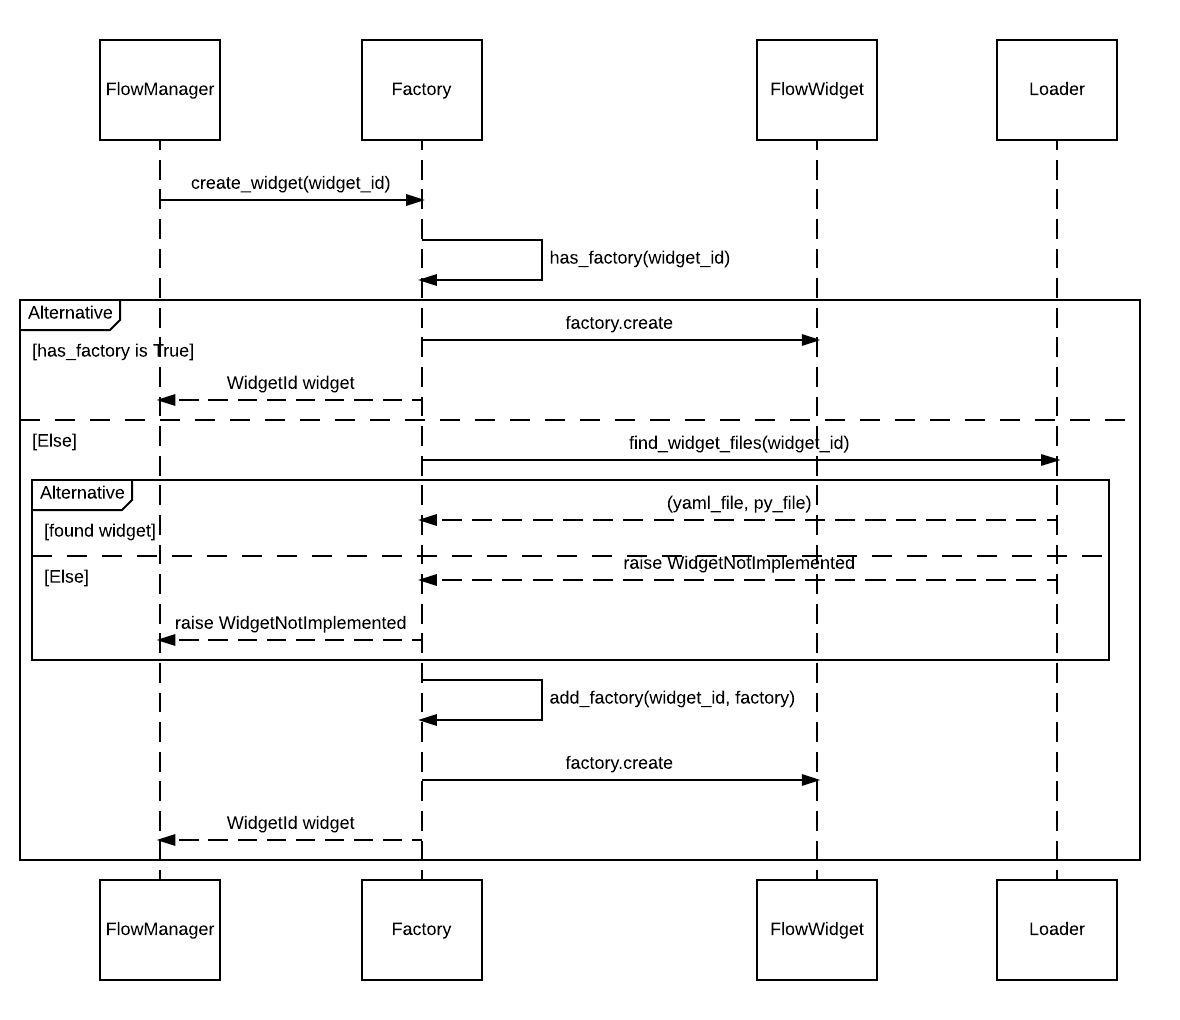 FlowManager
Factory
FlowWidget
Loader
create_widget(widget_id)
has_factory(widget_id)
Alternative
factory.create
[has_factory is True]
WidgetId widget
[Else]
find_widget_files(widget_id)
Alternative
(yaml_file, py_file)
[found widget]
raise WidgetNotImplemented
[Else]
raise WidgetNotImplemented
add_factory(widget_id, factory)
factory.create
WidgetId widget
FlowManager
Factory
FlowWidget
Loader